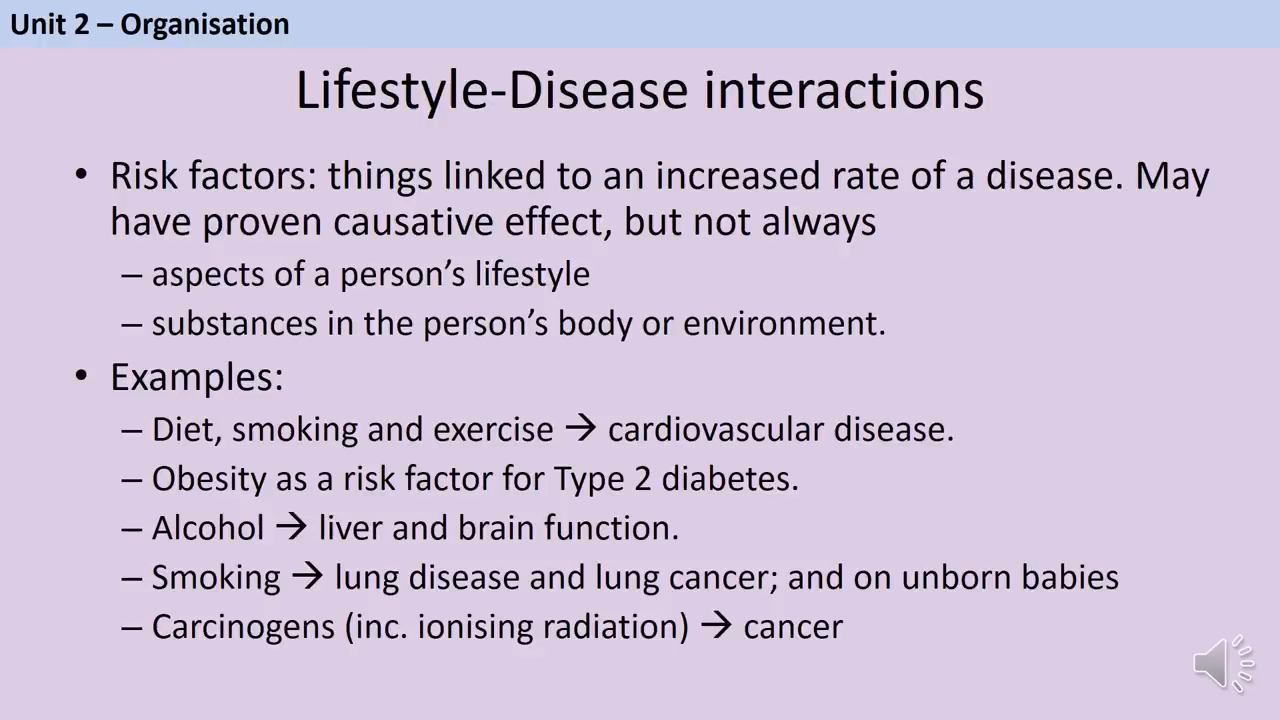 Unit 2 – Organisation
Lifestyle-Disease interactions
• Risk factors: things linked to an increased rate of a disease. May
have proven causative effect, but not always
– aspects of a person’s lifestyle
– substances in the person’s body or environment.
• Examples:
– Diet, smoking and exercise → cardiovascular disease.
– Obesity as a risk factor for Type 2 diabetes.
– Alcohol → liver and brain function.
– Smoking → lung disease and lung cancer; and on unborn babies
– Carcinogens (inc. ionising radiation) → cancer